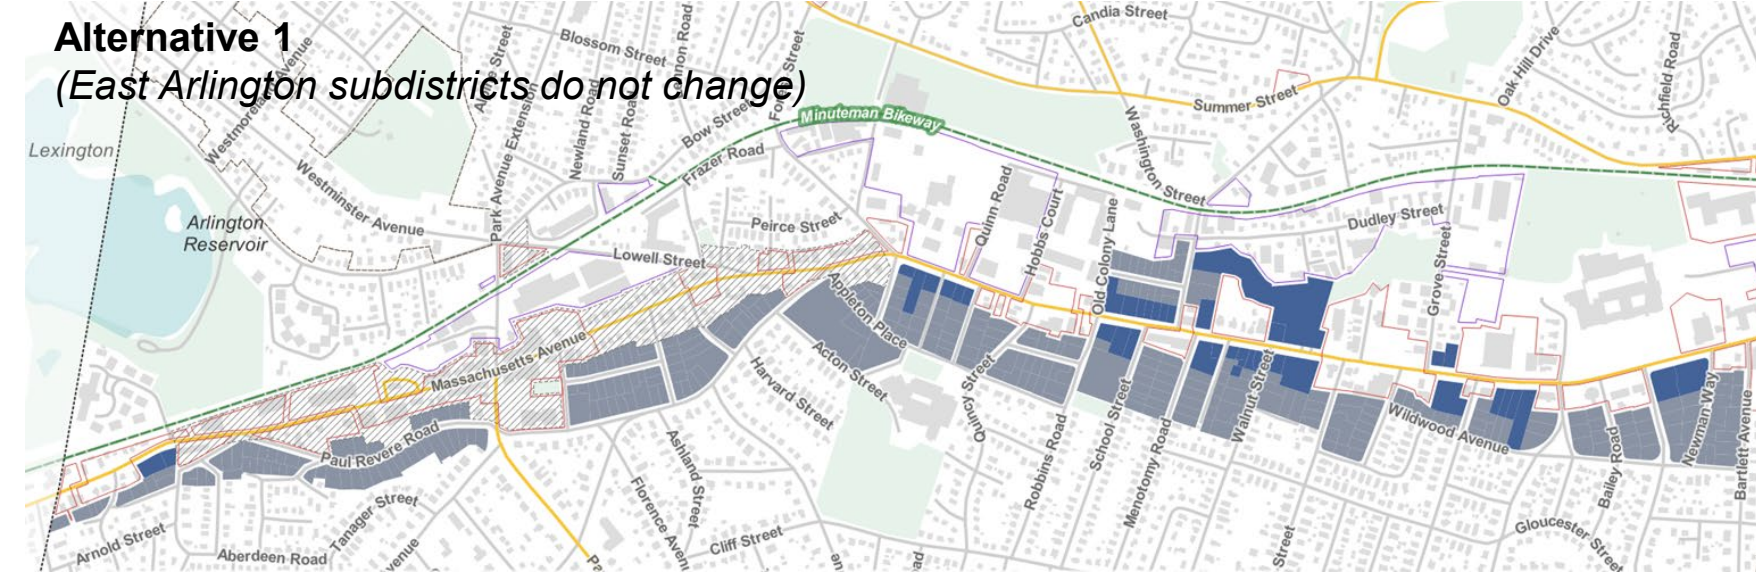 Alternative 1
(East Arlington subdistricts do not change)
Candia Street
Blossom Street
Summer Street
Oak Hill Drive
Richfield Road
Minuteman Bikeway
Bow Street
Newland Road
Sunset Road
Park Avenue Extension
Frazer Road
Washington Street
Lexington
Westminster Avenue
Arlington
Reservoir
Peirce Street
Lowell Street
Quinn Road
Hobbs Court
Old Colony Lane
Dudley Street
Grove Street
Massachusetts Avenue
Appleton Place
Acton Street
Harvard Street
Quincy Street
Robbins Road
School Street
Menotomy Road
Walnut Street
Wildwood Avenue
Bailey Road
Newman Way
Bartlett Avenue
Paul Revere Road
Tanager Street
Arnold Street
Aberdeen Road
Ashland Street
Cliff Street
Gloucester Street
Street